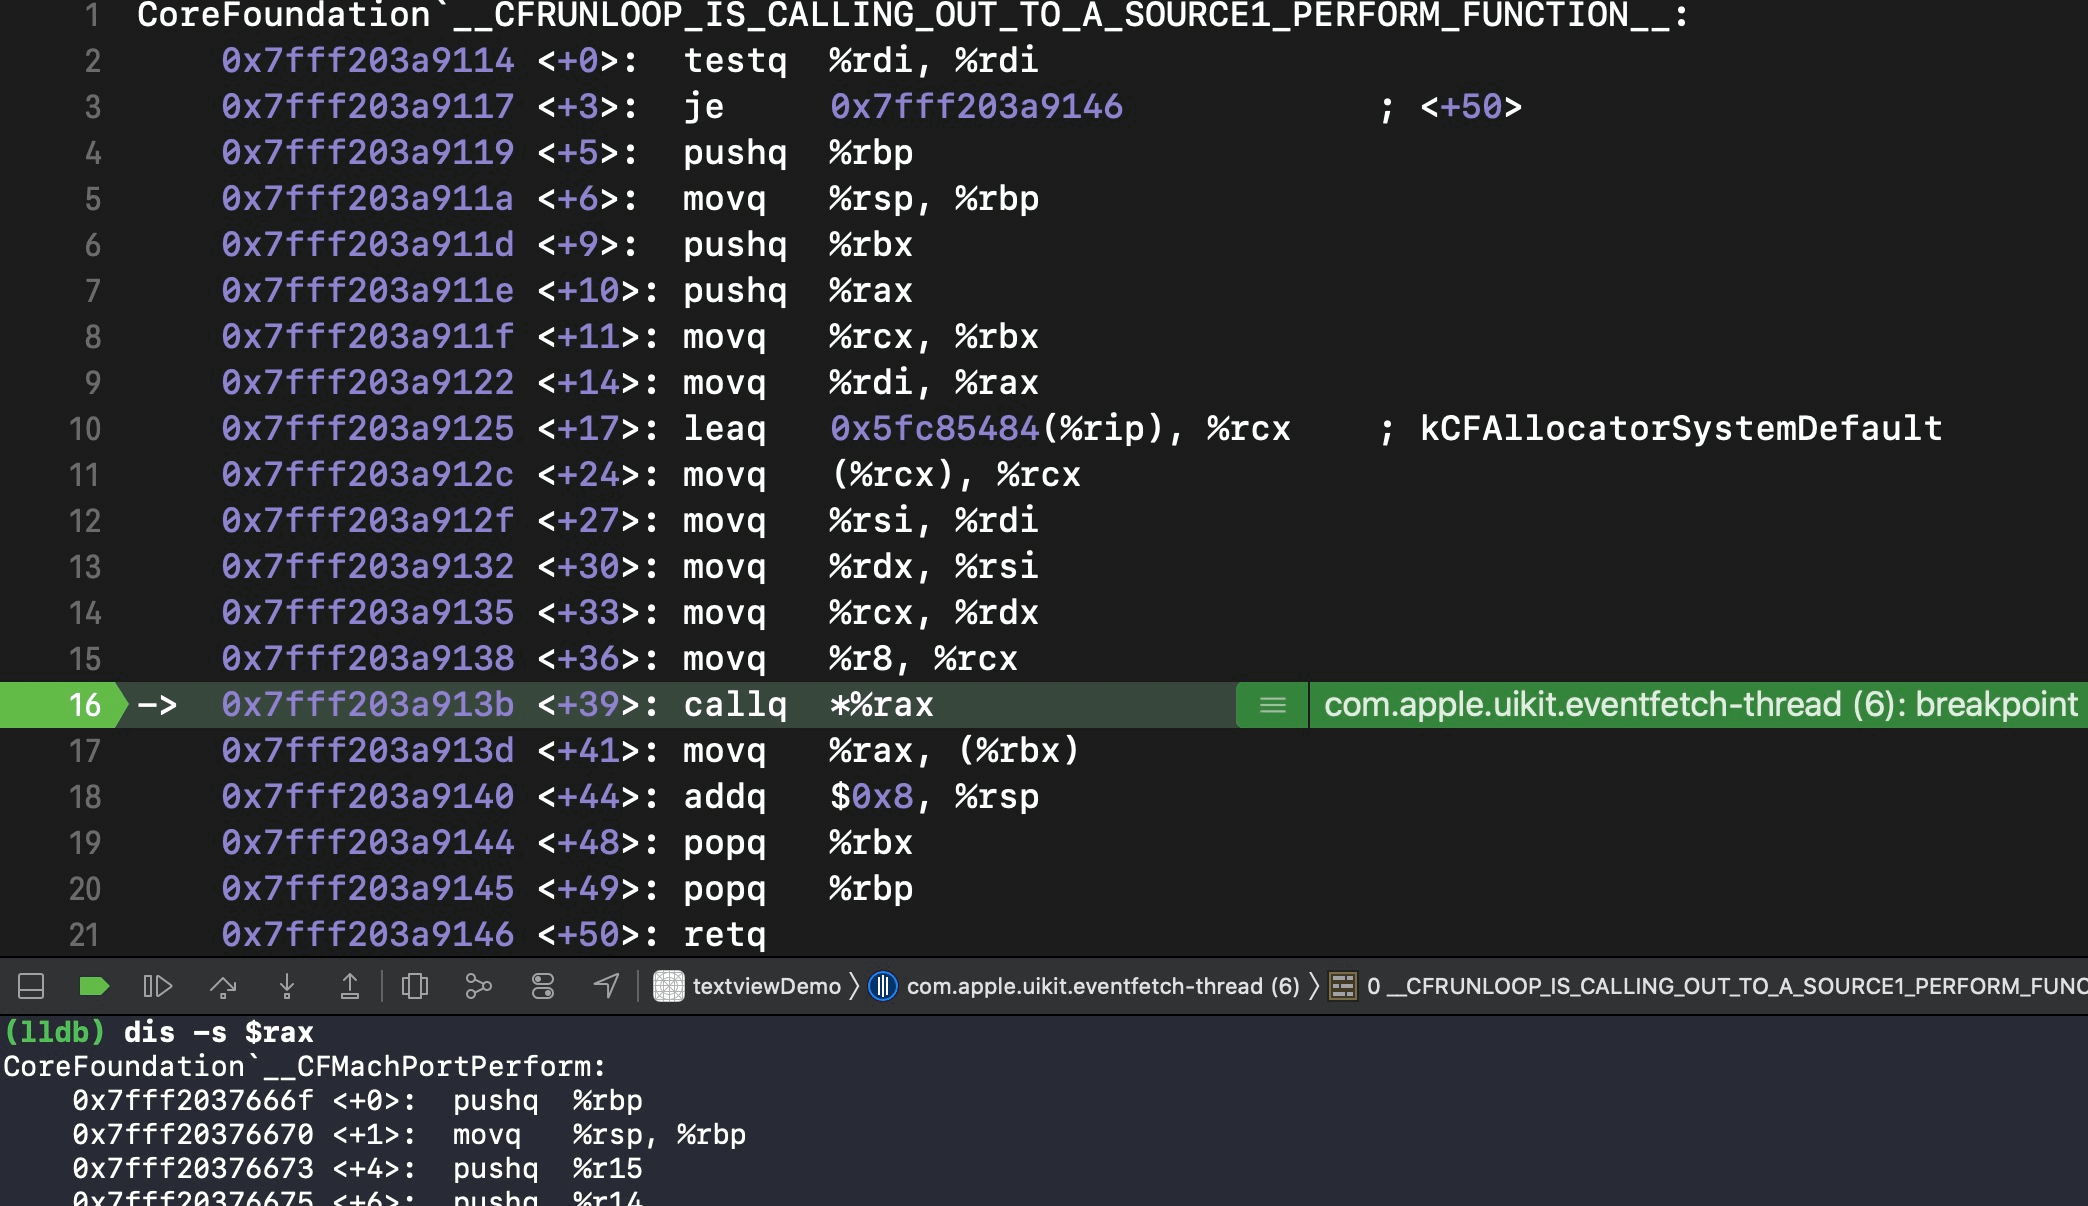 1 CoreFoundation`__CFRUNLOOP_IS_CALLING_OUT_TO_A_SOURCE1_PERFORM_FUNCTION__:
2 0x7fff203a9114 <+0>: testq %rdi, %rdi
3 0x7fff203a9117 <+3>: je 0x7fff203a9146 ; <+50>
4 0x7fff203a9119 <+5>: pushq %rbp
5 0x7fff203a911a <+6>: movq %rsp, %rbp
6 0x7fff203a911d <+9>: pushq %rbx
7 0x7fff203a911e <+10>: pushq %rax
8 0x7fff203a911f <+11>: movq %rcx, %rbx
9 0x7fff203a9122 <+14>: movq %rdi, %rax
10 0x7fff203a9125 <+17>: leaq 0x5fc85484(%rip), %rcx ; kCFAllocatorSystemDefault
11 0x7fff203a912c <+24>: movq (%rcx), %rcx
12 0x7fff203a912f <+27>: movq %rsi, %rdi
13 0x7fff203a9132 <+30>: movq %rdx, %rsi
14 0x7fff203a9135 <+33>: movq %rcx, %rdx
15 0x7fff203a9138 <+36>: movq %r8, %rcx
16 -> 0x7fff203a913b <+39>: callq *%rax com.apple.uikit.eventfetch-thread (6): breakpoint
17 0x7fff203a913d <+41>: movq %rax, (%rbx)
18 0x7fff203a9140 <+44>: addq $0x8, %rsp
19 0x7fff203a9144 <+48>: popq %rbx
20 0x7fff203a9145 <+49>: popq %rbp
21 0x7fff203a9146 <+50>: retq
textviewDemo com.apple.uikit.eventfetch-thread (6) 0 __CFRUNLOOP_IS_CALLING_OUT_TO_A_SOURCE1_PERFORM_FUNC
(lldb) dis -s $rax
CoreFoundation`__CFMachPortPerform:
0x7fff2037666f <+0>: pushq %rbp
0x7fff20376670 <+1>: movq %rsp, %rbp
0x7fff20376673 <+4>: pushq %r15
0x7fff20376675 <+6>: pushq %r14